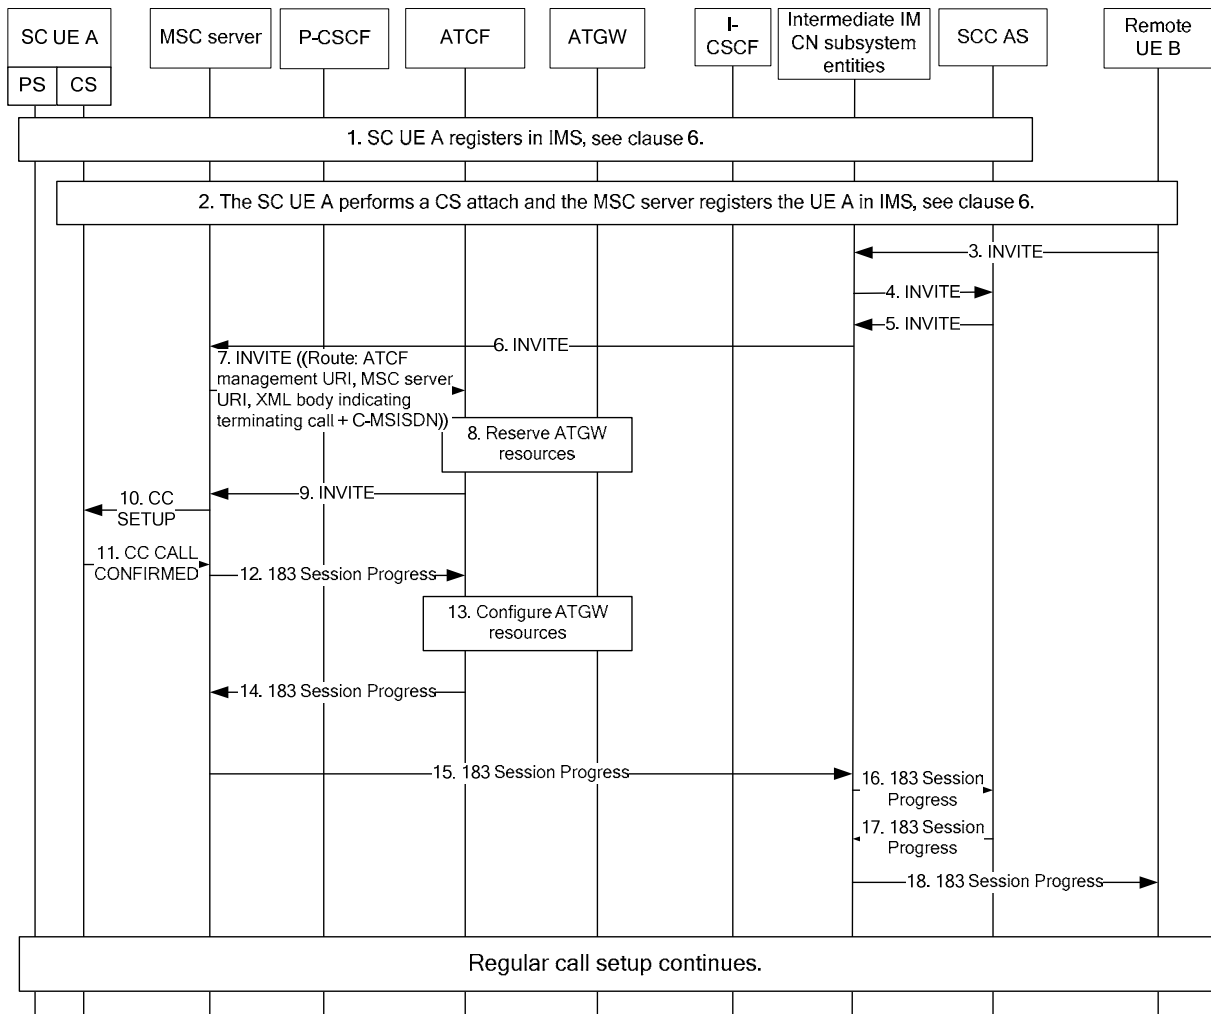 SC UE A
MSC server
P-CSCF
ATCF
ATGW
I-
CSCF
Intermediate IM
CN subsystem
entities
SCC AS
Remote
UE B
PS
CS
1. SC UE A registers in IMS, see clause 6.
2. The SC UE A performs a CS attach and the MSC server registers the UE A in IMS, see clause 6.
3. INVITE
4. INVITE
5. INVITE
6. INVITE
7. INVITE ((Route: ATCF
management URI, MSC server
URI, XML body indicating
terminating call + C-MSISDN))
8. Reserve ATGW
resources
9. INVITE
10. CC
SETUP
11. CC CALL
CONFIRMED
12. 183 Session Progress
13. Configure ATGW
resources
14. 183 Session Progress
15. 183 Session Progress
16. 183 Session
Progress
17. 183 Session
Progress
18. 183 Session Progress
Regular call setup continues.